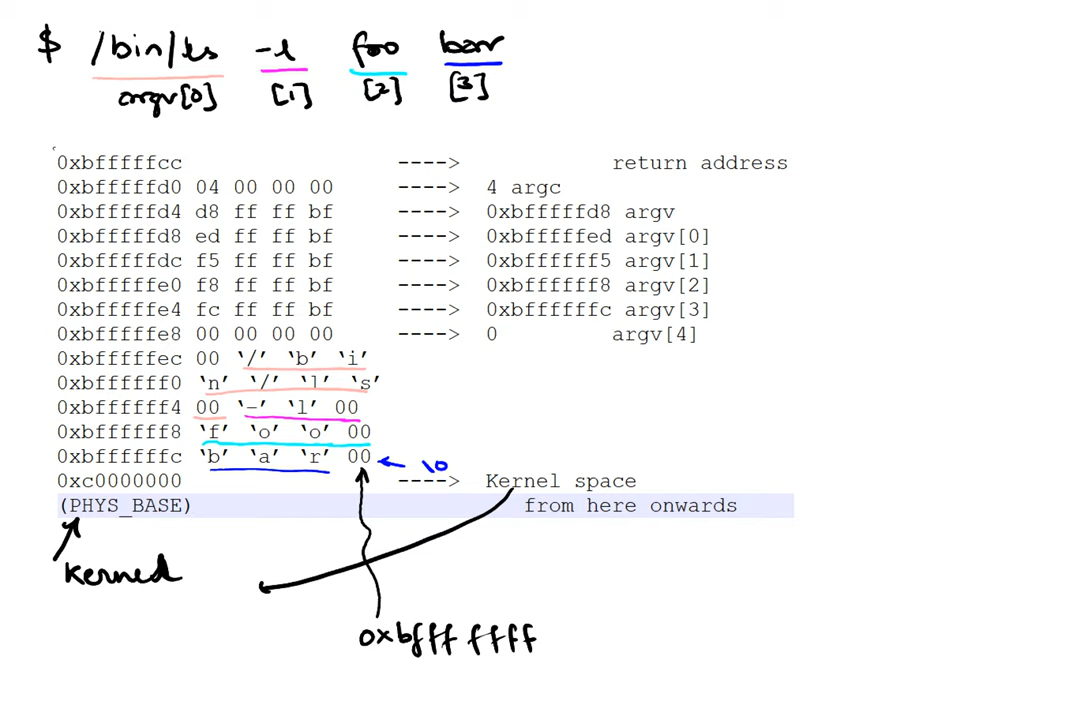 $ /bin/ls -l foo bar
argv[0] [1] [2] [3]
0xbfffffcc ----> return address
0xbfffffd0 04 00 00 00 ----> 4 argc
0xbfffffd4 d8 ff ff bf ----> 0xbfffffd8 argv
0xbfffffd8 ed ff ff bf ----> 0xbfffffed argv[0]
0xbfffffdc f5 ff ff bf ----> 0xbffffff5 argv[1]
0xbfffffe0 f8 ff ff bf ----> 0xbffffff8 argv[2]
0xbfffffe4 fc ff ff bf ----> 0xbffffffc argv[3]
0xbfffffe8 00 00 00 00 ----> 0 argv[4]
0xbfffffec 00 ‘/’ ‘b’ ‘i’
0xbffffff0 ‘n’ ‘/’ ‘l’ ‘s’
0xbffffff4 00 ‘-’ ‘l’ 00
0xbffffff8 ‘f’ ‘o’ ‘o’ 00
0xbffffffc ‘b’ ‘a’ ‘r’ 00 \0
0xc0000000 ----> Kernel space
(PHYS_BASE) from here onwards
kerned
0xbfff ffff